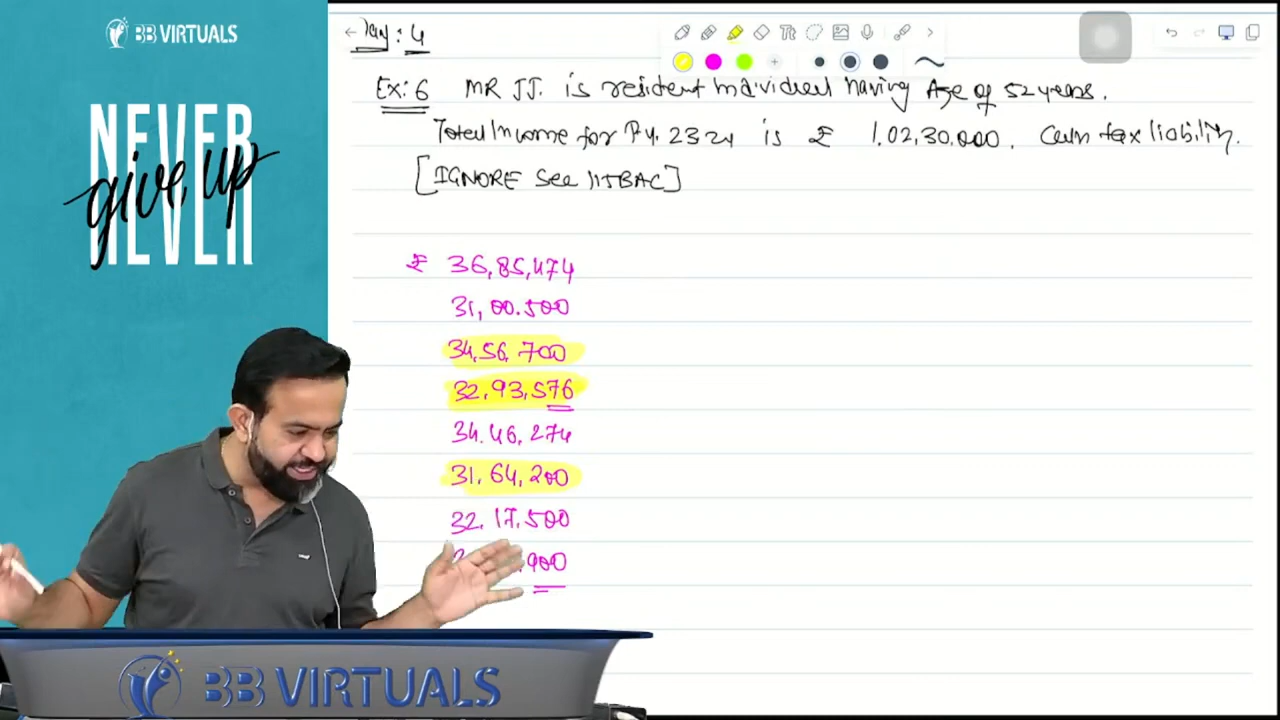 BB VIRTUALS
NEVER
give up
NEVER
Day: 4
Ex: 6 MR JJ. is resident Individual having Age of 52 years.
Total Income for P.Y. 23 24 is ₹ 1,02,30,000. Cum tax liability.
[IGNORE Sec 115BAC]
₹ 36,85,474
31,00.500
34,56,700
32,93,576
34.46,274
31,64,200
32,17,500
900
BB VIRTUALS